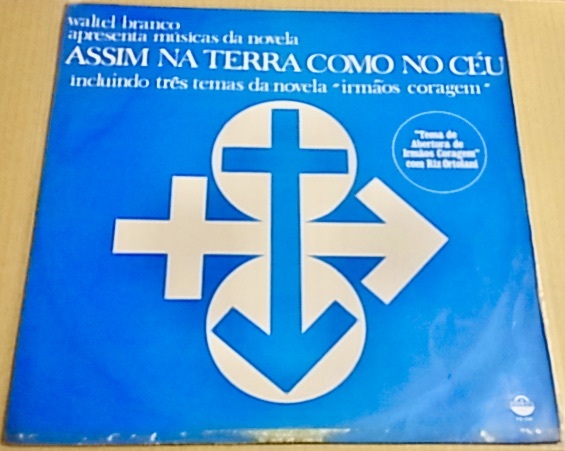 waltel branco
apresenta músicas da novela
ASSIM NA TERRA COMO NO CÉU
incluindo três temas da novela "irmãos coragem"
"Tema de
Abertura de
Irmãos Coragem"
com Riz Ortolani